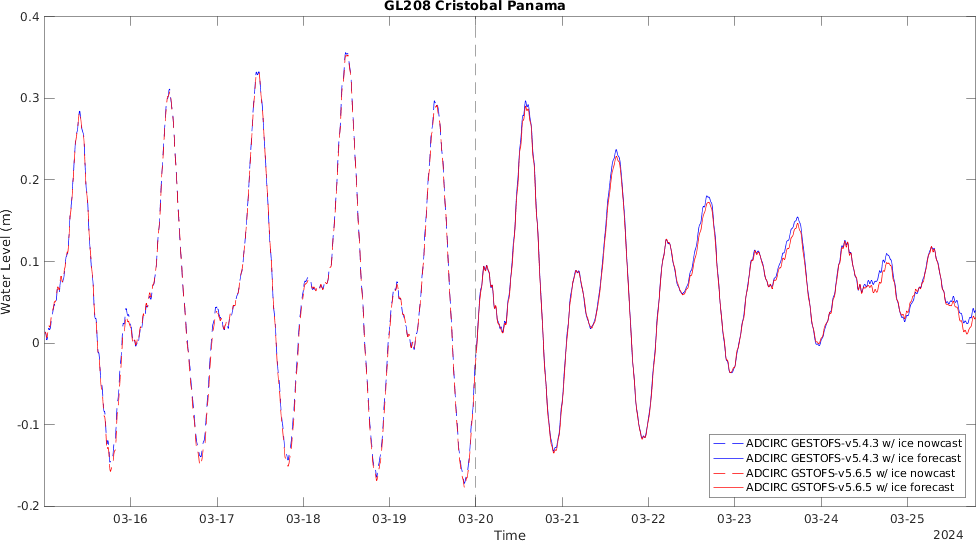 GL208 Cristobal Panama
0.4
0.3
0.2
0.1
0
-0.1
-0.2
Water Level (m)
03-16 03-17 03-18 03-19 03-20 03-21 03-22 03-23 03-24 03-25
Time
2024
ADCIRC GESTOFS-v5.4.3 w/ ice nowcast
ADCIRC GESTOFS-v5.4.3 w/ ice forecast
ADCIRC GSTOFS-v5.6.5 w/ ice nowcast
ADCIRC GSTOFS-v5.6.5 w/ ice forecast